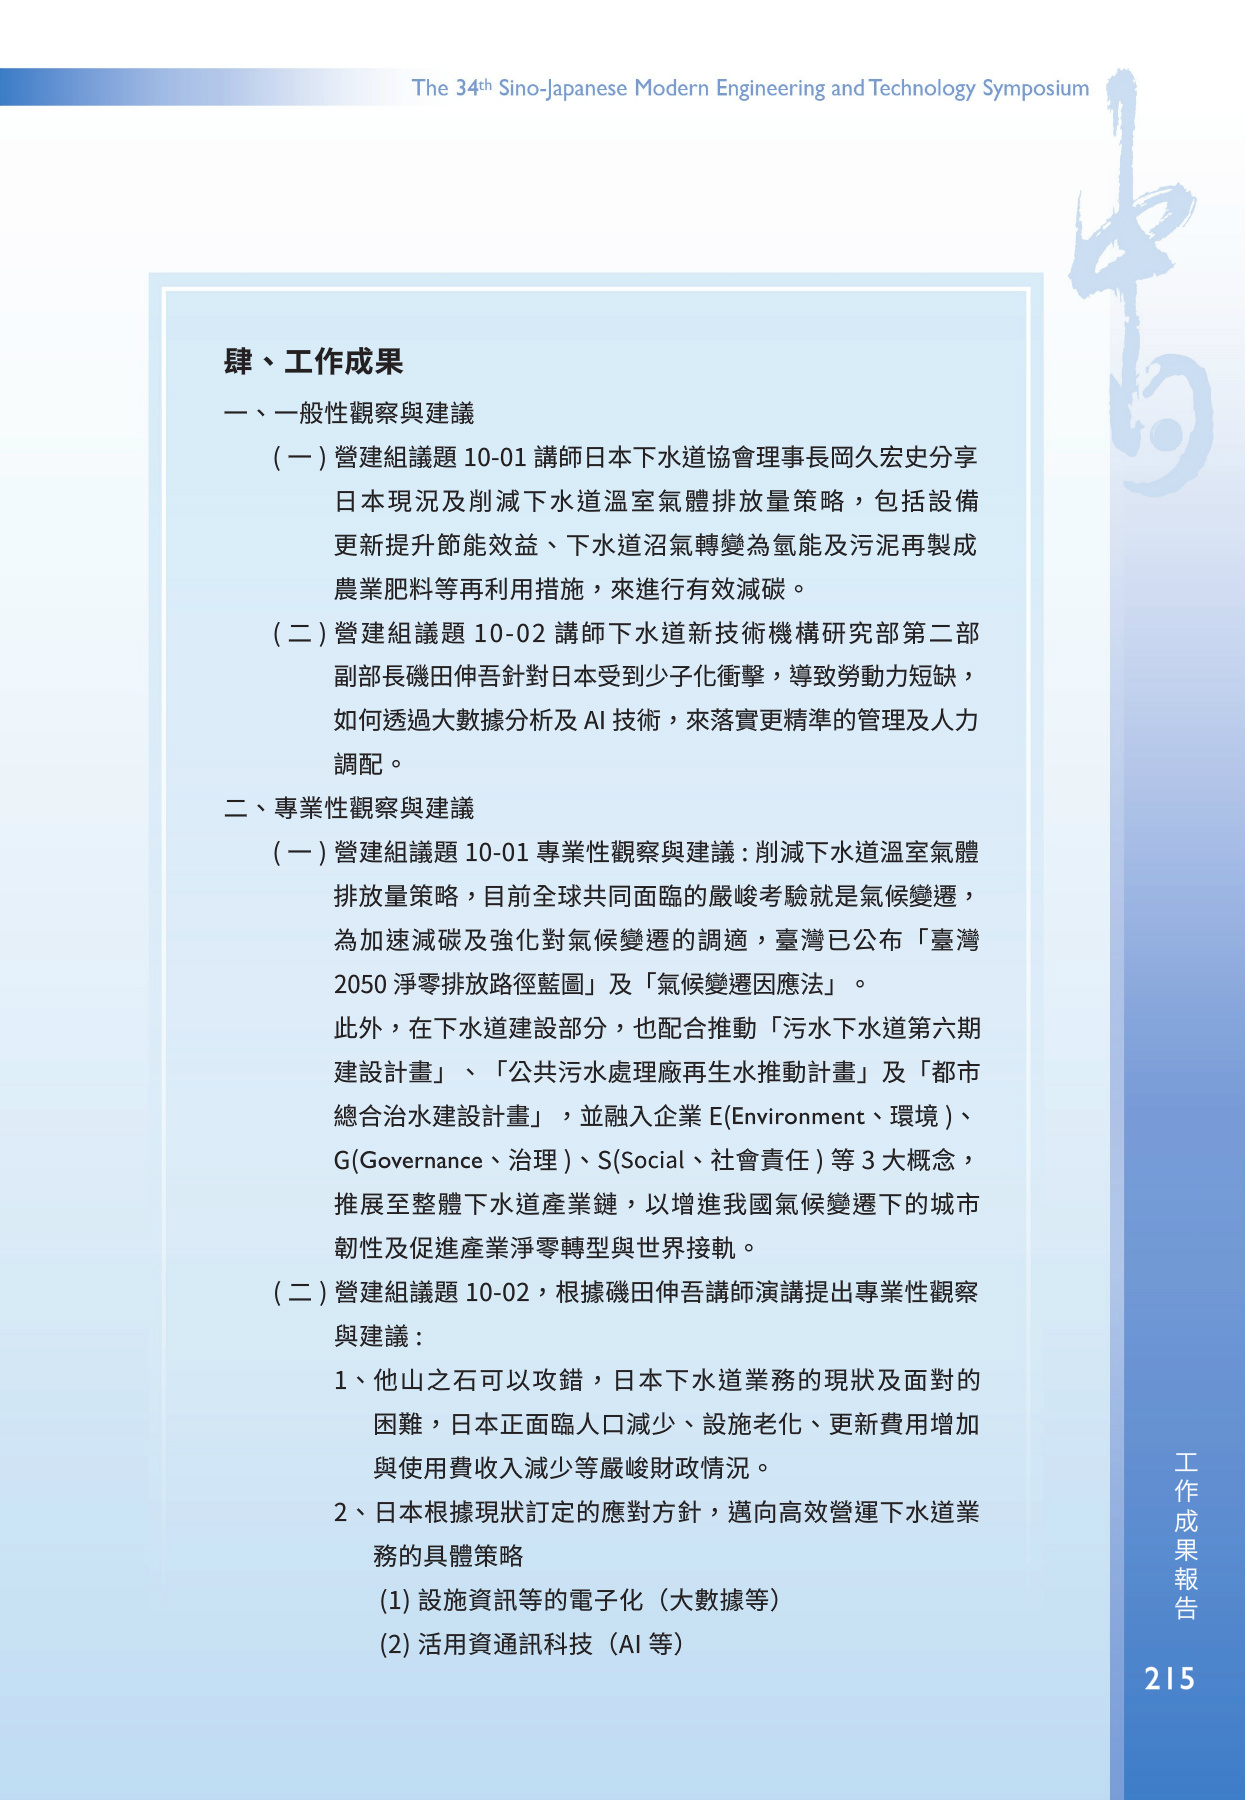 The 34th Sino-Japanese Modern Engineering and Technology Symposium
肆、工作成果
一、一般性觀察與建議
(一)營建組議題 10-01 講師日本下水道協會理事長岡久宏史分享
日本現況及削減下水道溫室氣體排放量策略，包括設備
更新提升節能效益、下水道沼氣轉變為氫能及污泥再製成
農業肥料等再利用措施，來進行有效減碳。
(二)營建組議題 10-02 講師下水道新技術機構研究部第二部
副部長磯田伸吾針對日本受到少子化衝擊，導致勞動力短缺，
如何透過大數據分析及 AI 技術，來落實更精準的管理及人力
調配。
二、專業性觀察與建議
(一)營建組議題 10-01 專業性觀察與建議：削減下水道溫室氣體
排放量策略，目前全球共同面臨的嚴峻考驗就是氣候變遷，
為加速減碳及強化對氣候變遷的調適，臺灣已公布「臺灣
2050 淨零排放路徑藍圖」及「氣候變遷因應法」。
此外，在下水道建設部分，也配合推動「污水下水道第六期
建設計畫」、「公共污水處理廠再生水推動計畫」及「都市
總合治水建設計畫」，並融入企業 E(Environment、環境)、
G(Governance、治理)、S(Social、社會責任) 等 3 大概念，
推展至整體下水道產業鏈，以增進我國氣候變遷下的城市
韌性及促進產業淨零轉型與世界接軌。
(二)營建組議題 10-02，根據磯田伸吾講師演講提出專業性觀察
與建議：
1、他山之石可以攻錯，日本下水道業務的現狀及面對的
困難，日本正面臨人口減少、設施老化、更新費用增加
與使用費收入減少等嚴峻財政情況。
2、日本根據現狀訂定的應對方針，邁向高效營運下水道業
務的具體策略
(1) 設施資訊等的電子化（大數據等）
(2) 活用資通訊科技（AI 等）
工作成果報告
215